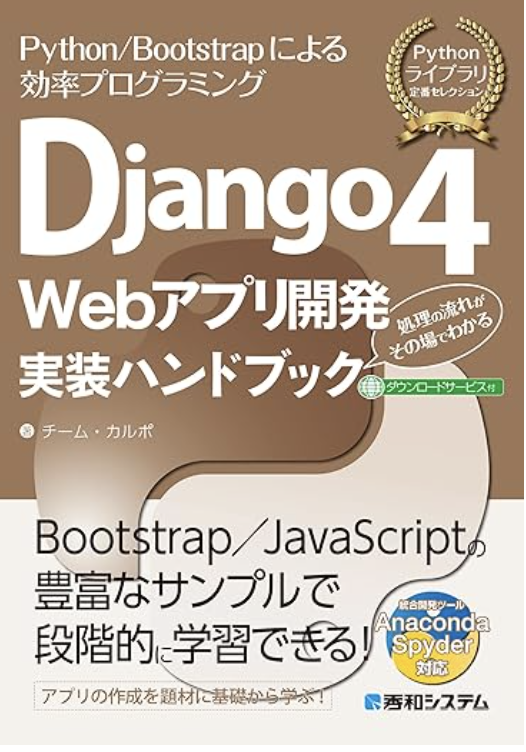 Python/Bootstrapによる
効率プログラミング
Python
ライブラリ
定番セレクション
Django4
Webアプリ開発
実装ハンドブック
処理の流れが
その場でわかる
ダウンロードサービス付
著 チーム・カルポ
Bootstrap/JavaScriptの
豊富なサンプルで
段階的に学習できる!
統合開発ツール
Anaconda
Spyder
対応
アプリの作成を題材に基礎から学ぶ!
秀和システム